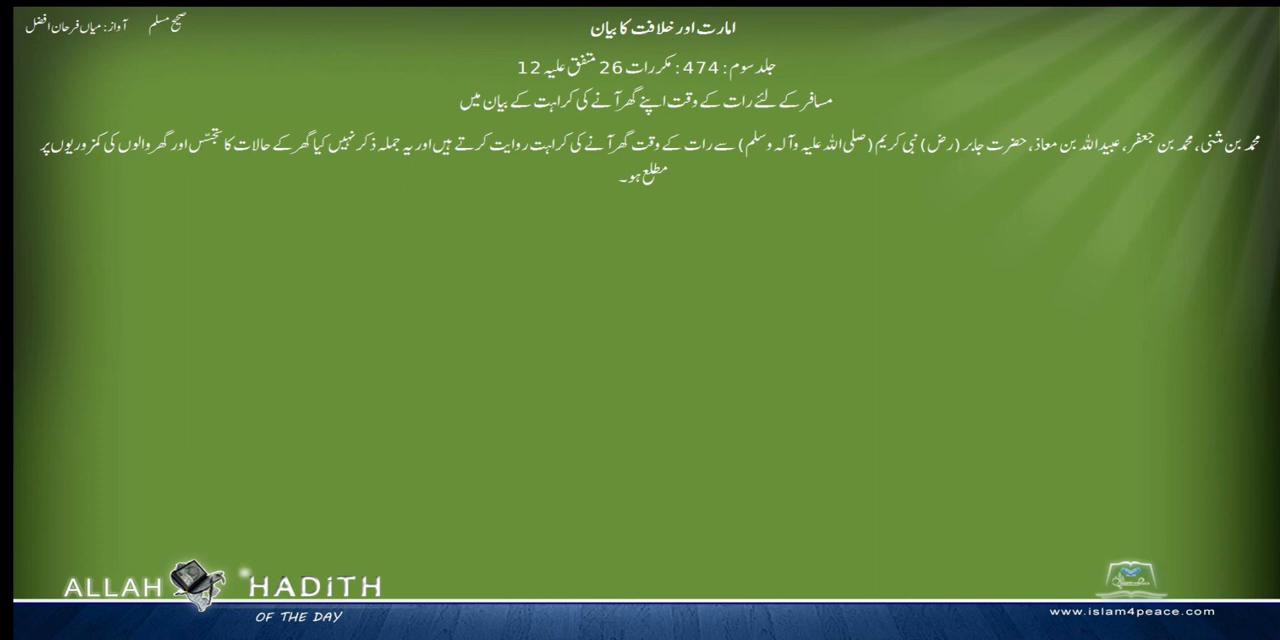 صحیح مسلم آواز: میاں فرحان افضل
امارت اور خلافت کا بیان
جلد سوم : 474 : مکررات 26 متفق علیہ 12
مسافر کے لئے رات کے وقت اپنے گھر آنے کی کراہت کے بیان میں
محمد بن مثنی، محمد بن جعفر، عبیداللہ بن معاذ، حضرت جابر (رض) نبی کریم (صلی اللہ علیہ وآلہ وسلم) سے رات کے وقت گھر آنے کی کراہت روایت کرتے ہیں اور یہ جملہ ذکر نہیں کیا گھر کے حالات کا تجسّس اور گھر والوں کی کمزوریوں پر
مطلع ہو۔
ALLAH HADITH
OF THE DAY
www.islam4peace.com